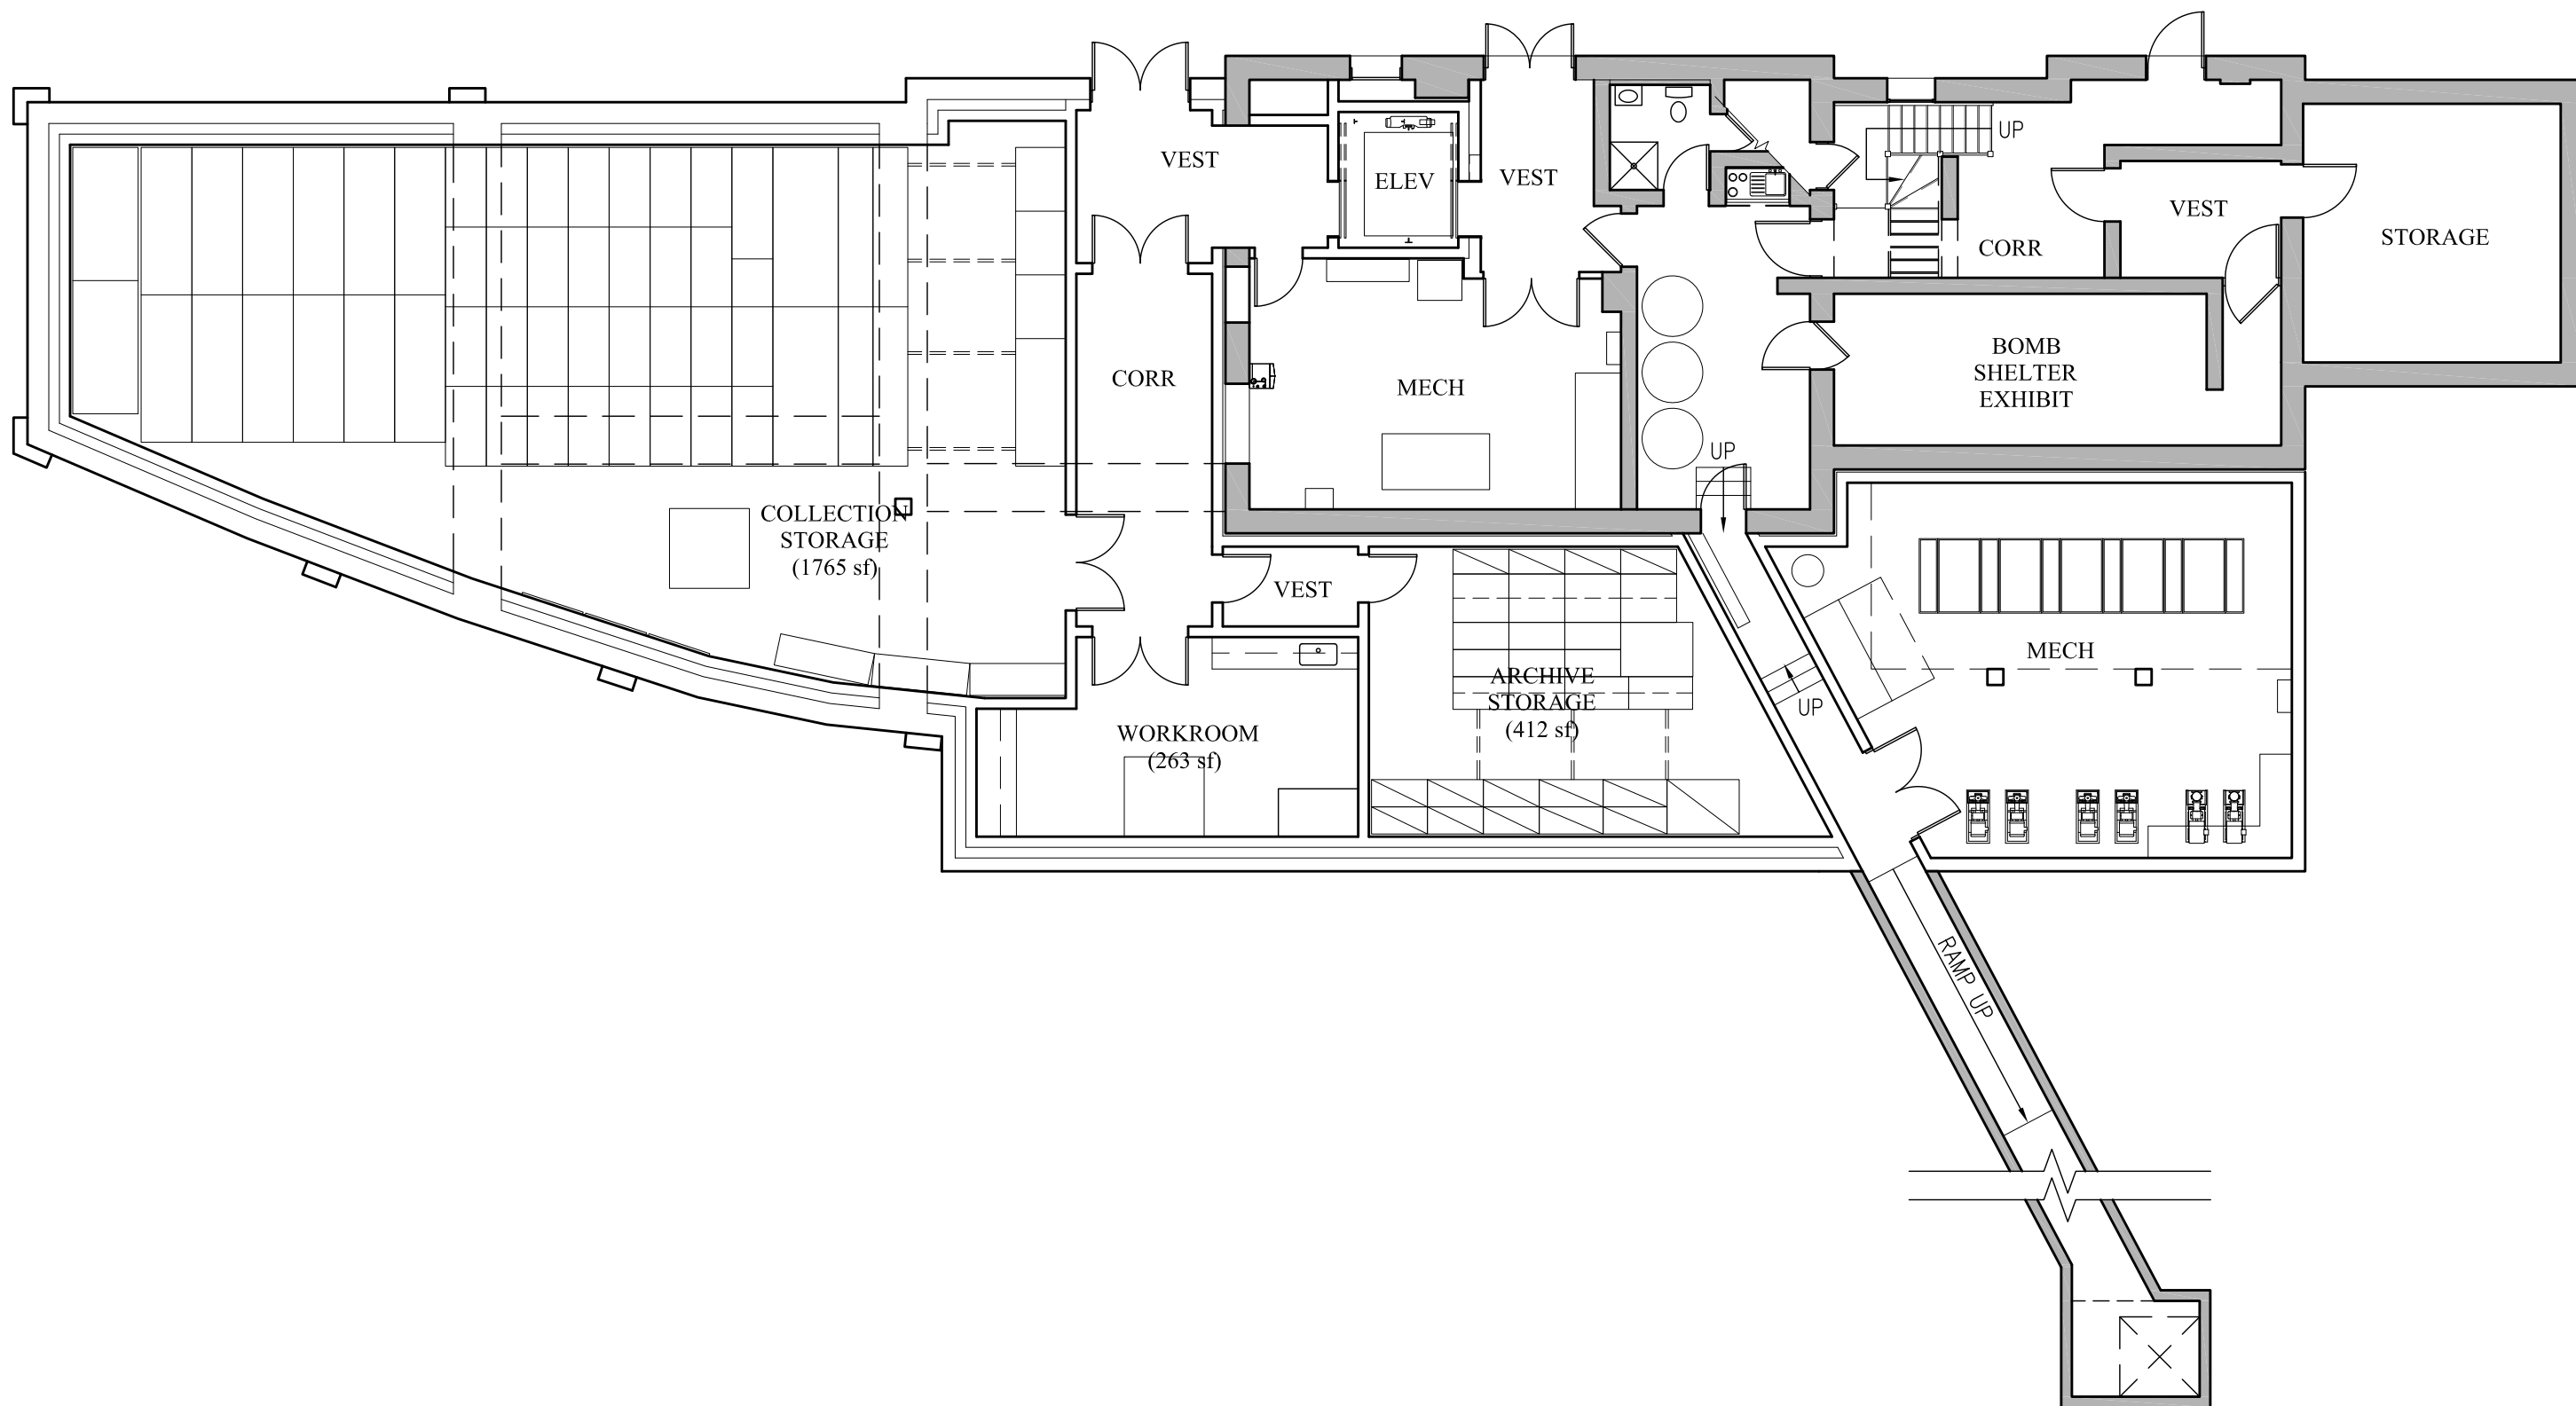 UP
VEST
VEST
ELEV
VEST
STORAGE
CORR
BOMB
SHELTER
EXHIBIT
CORR
MECH
UP
COLLECTION
STORAGE
(1765 sf)
VEST
MECH
ARCHIVE
STORAGE
(412 sf)
UP
WORKROOM
(263 sf)
RAMP UP